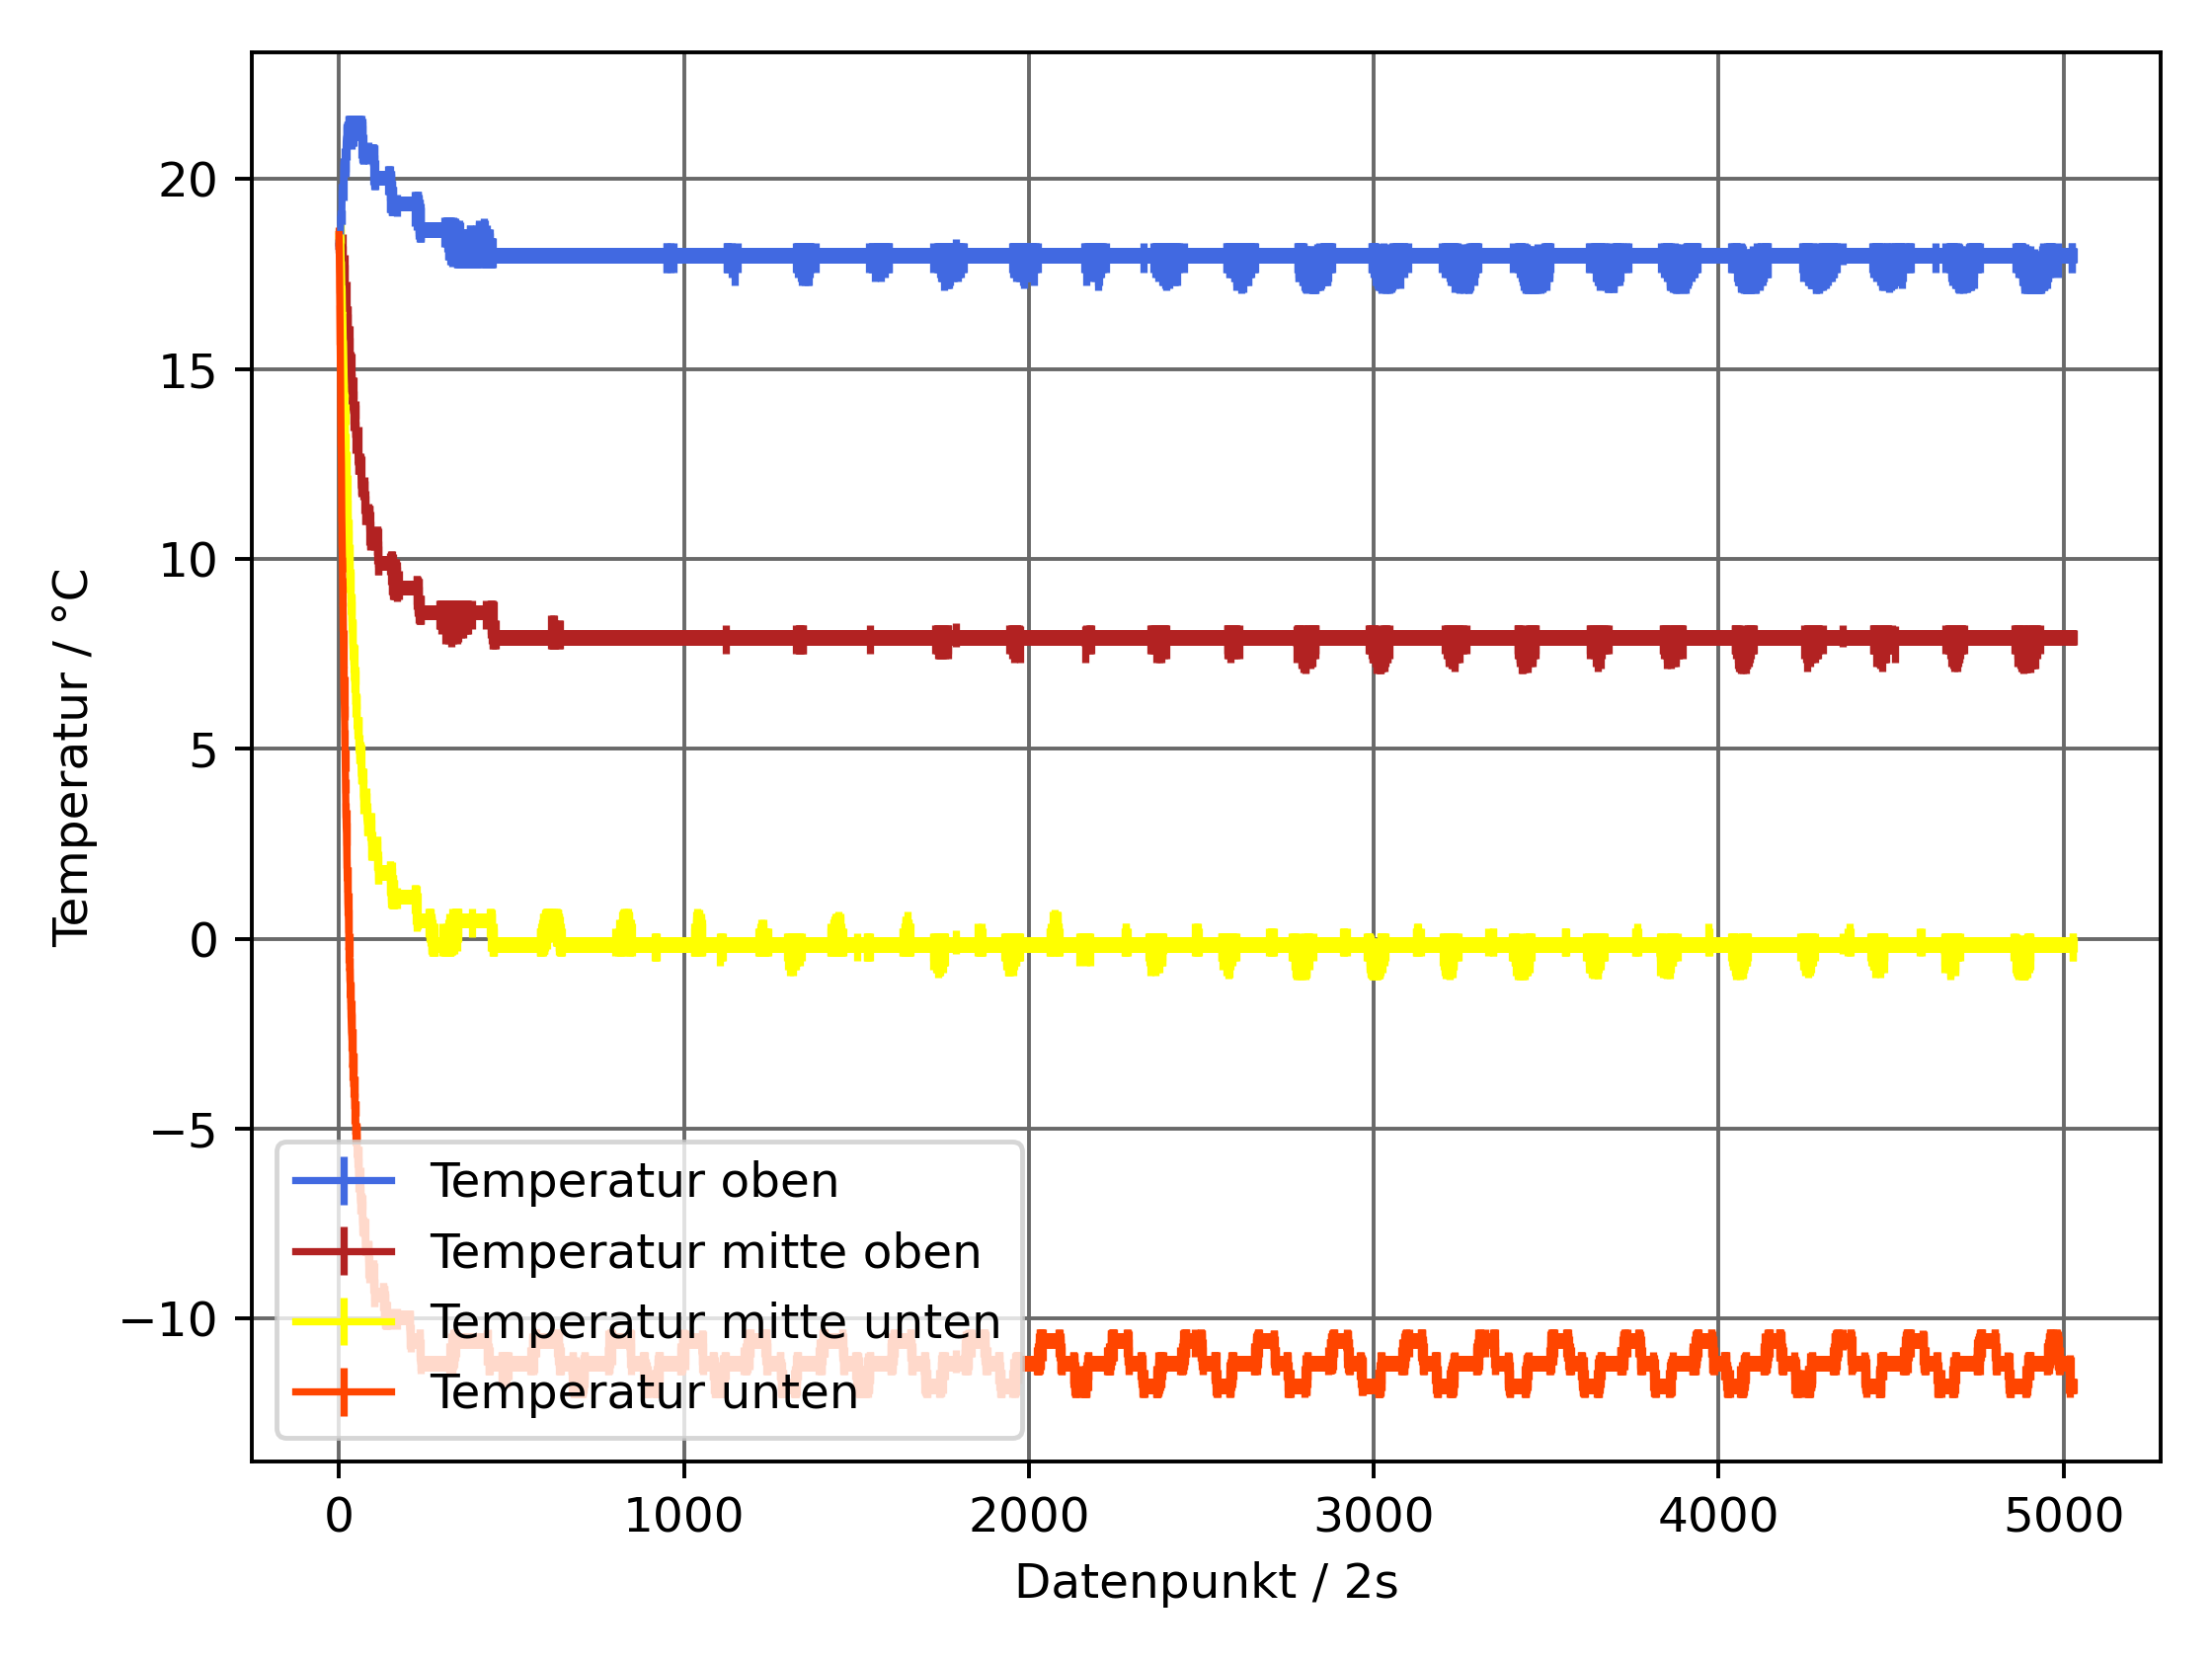 20
15
10
5
0
−5
−10
Temperatur / °C
Temperatur oben
Temperatur mitte oben
Temperatur mitte unten
Temperatur unten
0 1000 2000 3000 4000 5000
Datenpunkt / 2s